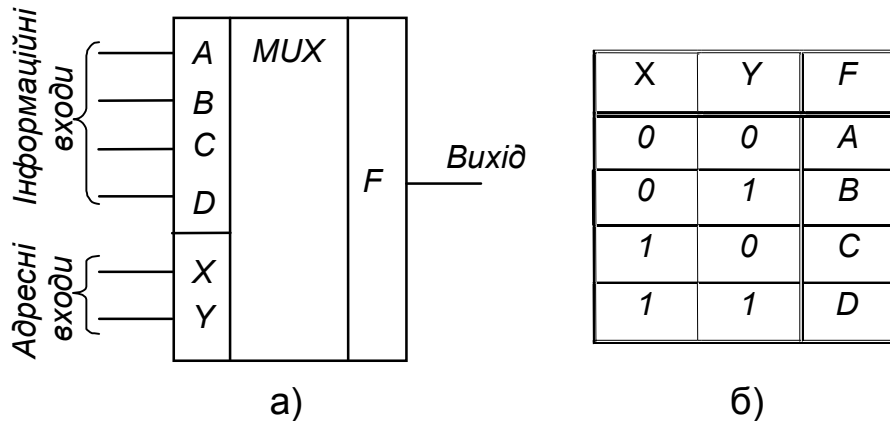 Інформаційні
входи
Адресні
входи
A
B
C
D
X
Y
MUX
F
Вихід
а)
X Y F
0 0 A
0 1 B
1 0 C
1 1 D
б)